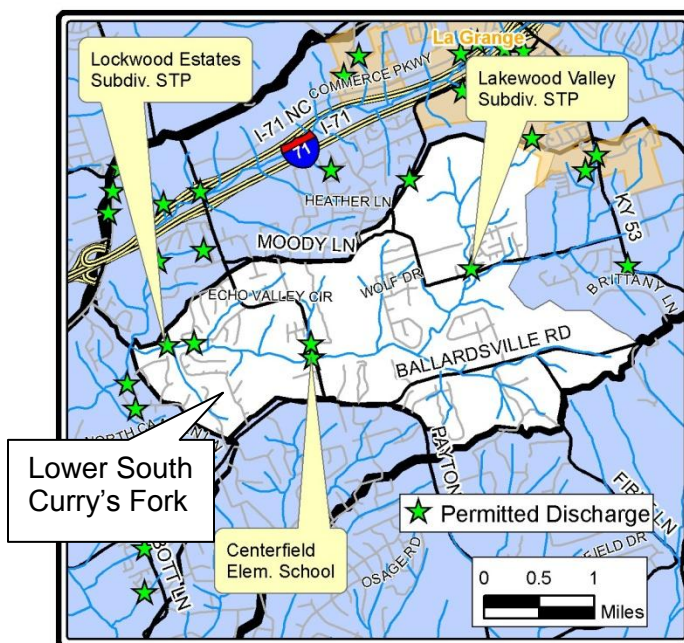 La Grange
Lockwood Estates
Subdiv. STP
COMMERCE PKWY
Lakewood Valley
Subdiv. STP
I-71 NC
I-71
71
HEATHER LN
KY 53
MOODY LN
WOLF DR
ECHO VALLEY CIR
BRITTANY LN
BALLARDSVILLE RD
Lower South
Curry's Fork
PAYTON
Permitted Discharge
Centerfield
Elem. School
OSAGE RD
FIELD DR
0 0.5 1
Miles